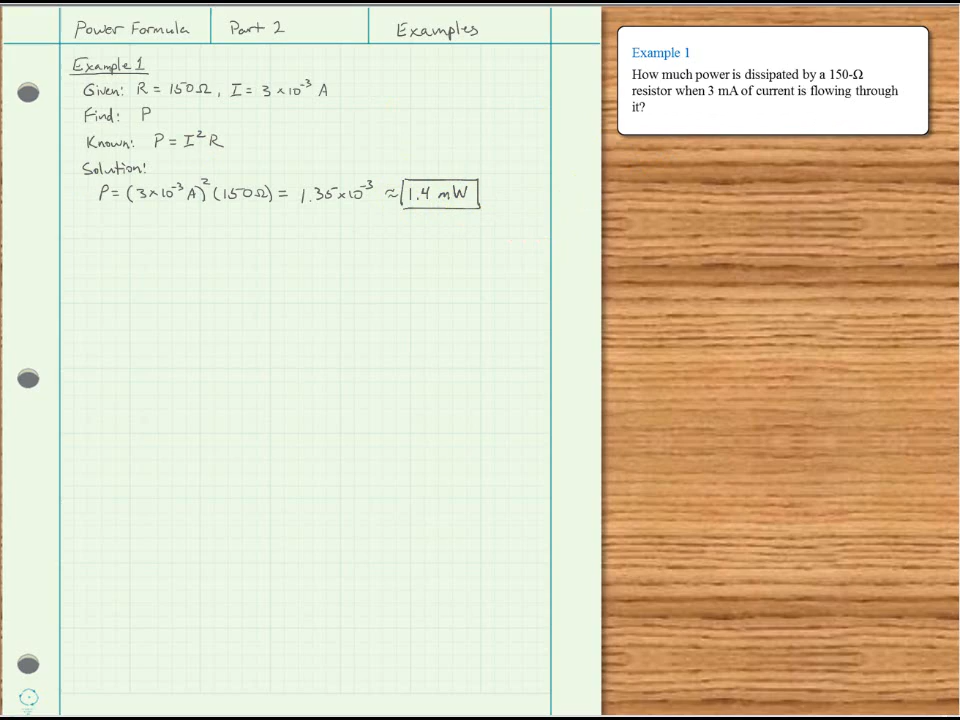 Power Formula Part 2 Examples
Example 1
Given: R = 150Ω, I = 3 × 10⁻³ A
Find: P
Known: P = I² R
Solution:
P = (3×10⁻³ A)² (150Ω) = 1.35×10⁻³ ≈ 1.4 mW
Example 1
How much power is dissipated by a 150-Ω
resistor when 3 mA of current is flowing through
it?